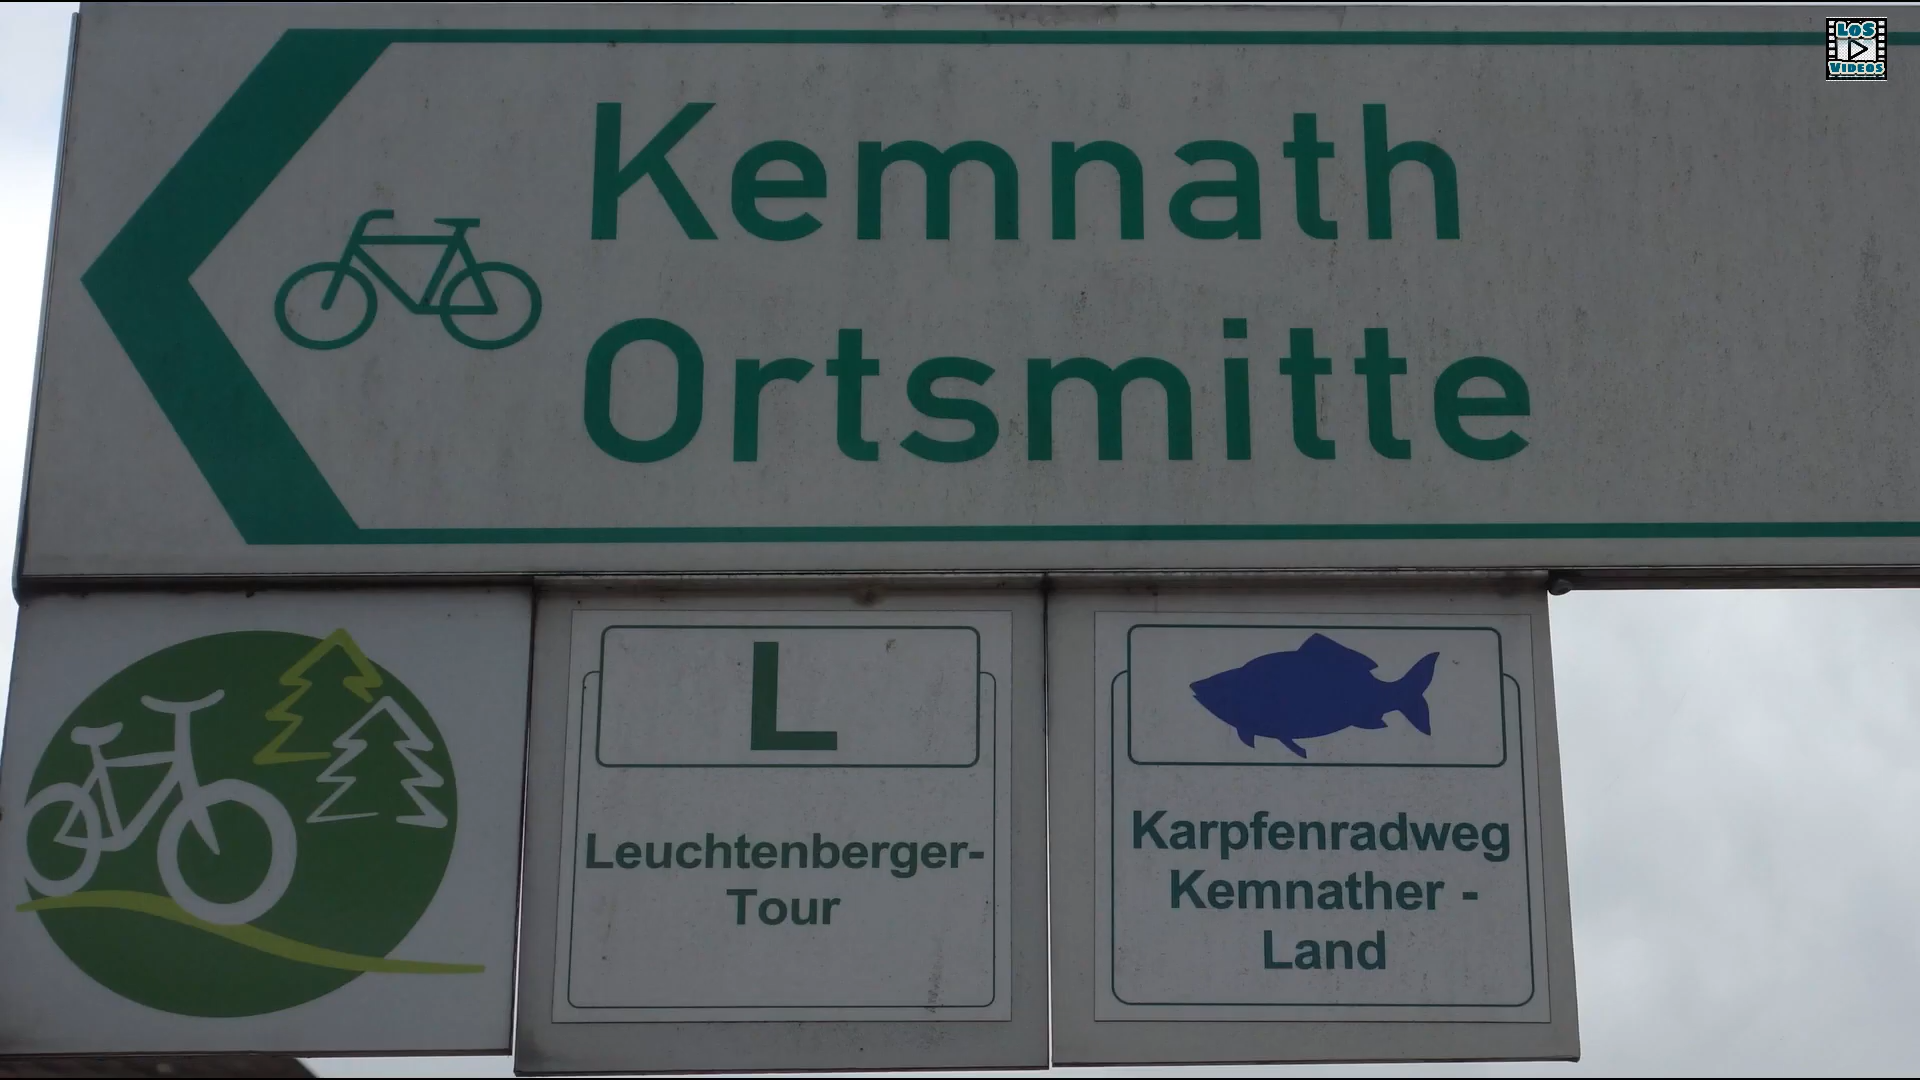 LoS
VIDEOS
Kemnath
Ortsmitte
L
Leuchtenberger-
Tour
Karpfenradweg
Kemnather -
Land